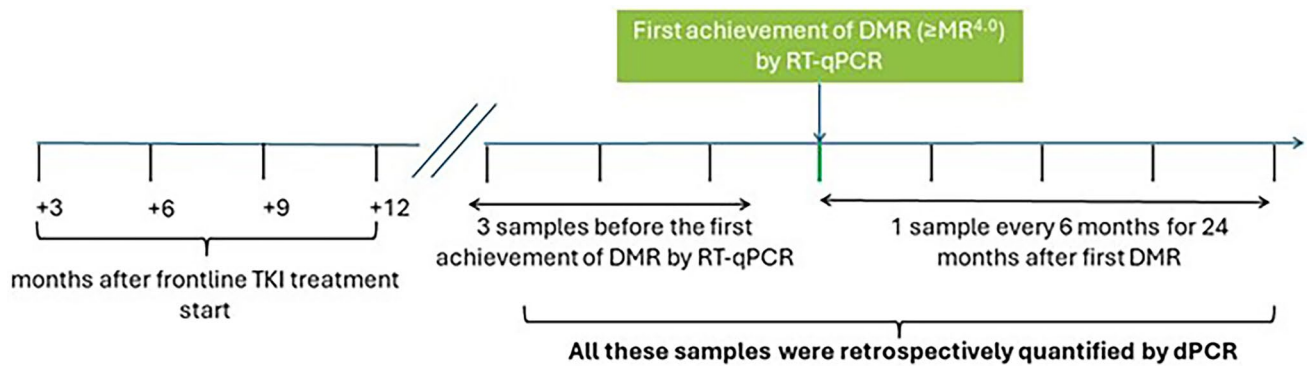 First achievement of DMR (≥MR4.0)
by RT-qPCR
+3
+6
+9
+12
months after frontline TKI treatment
start
3 samples before the first
achievement of DMR by RT-qPCR
1 sample every 6 months for 24
months after first DMR
All these samples were retrospectively quantified by dPCR